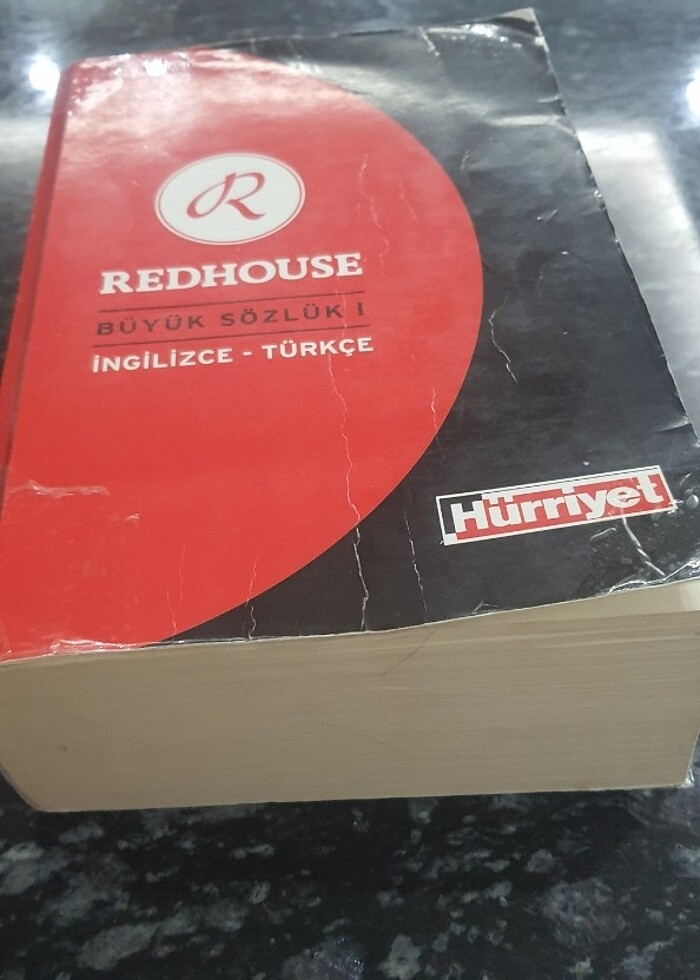 R
REDHOUSE
BÜYÜK SÖZLÜK I
İNGİLİZCE - TÜRKÇE
Hürriyet